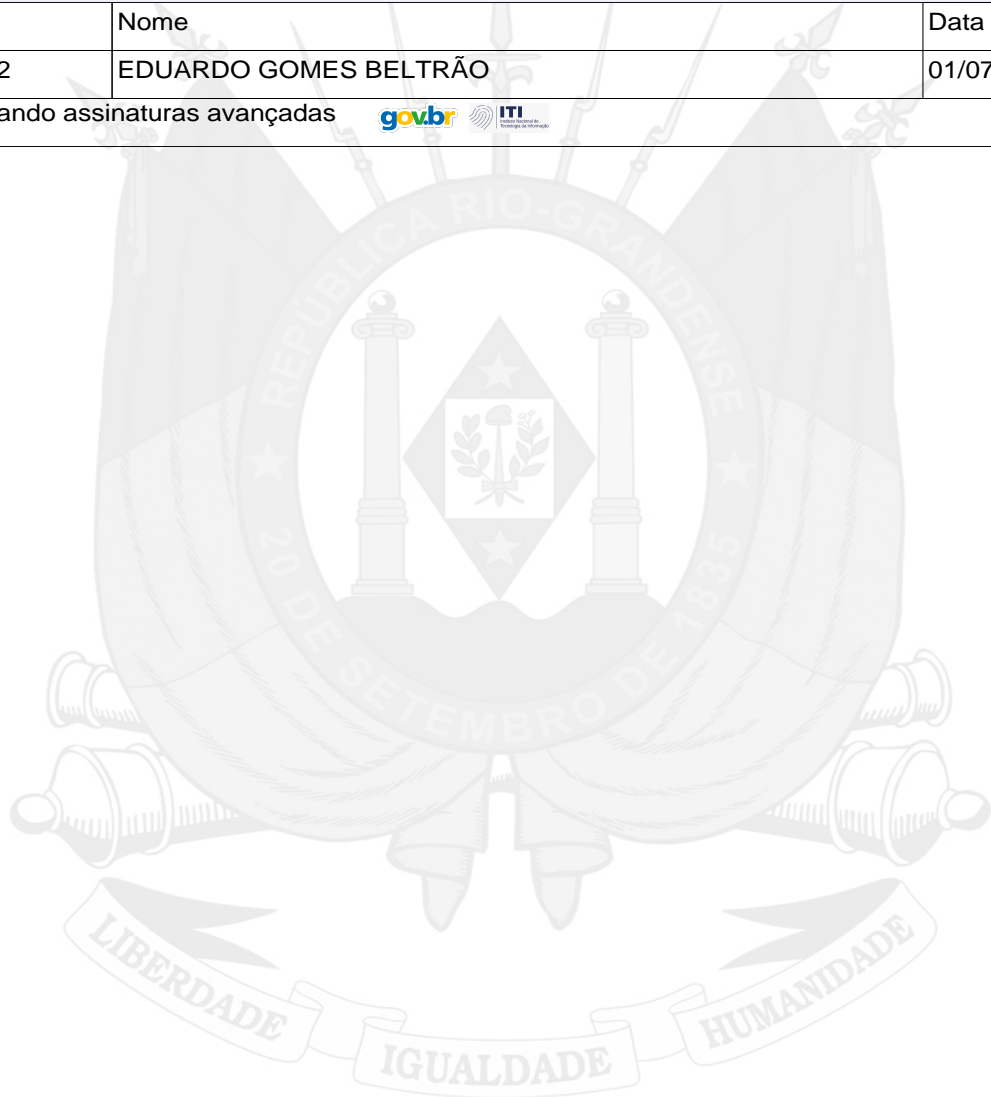 Nome Data
2 EDUARDO GOMES BELTRÃO 01/07
ando assinaturas avançadas gov.br ITI
REPÚBLICA RIO-GRANDENSE
20 DE SETEMBRO DE 1835
LIBERDADE IGUALDADE HUMANIDADE